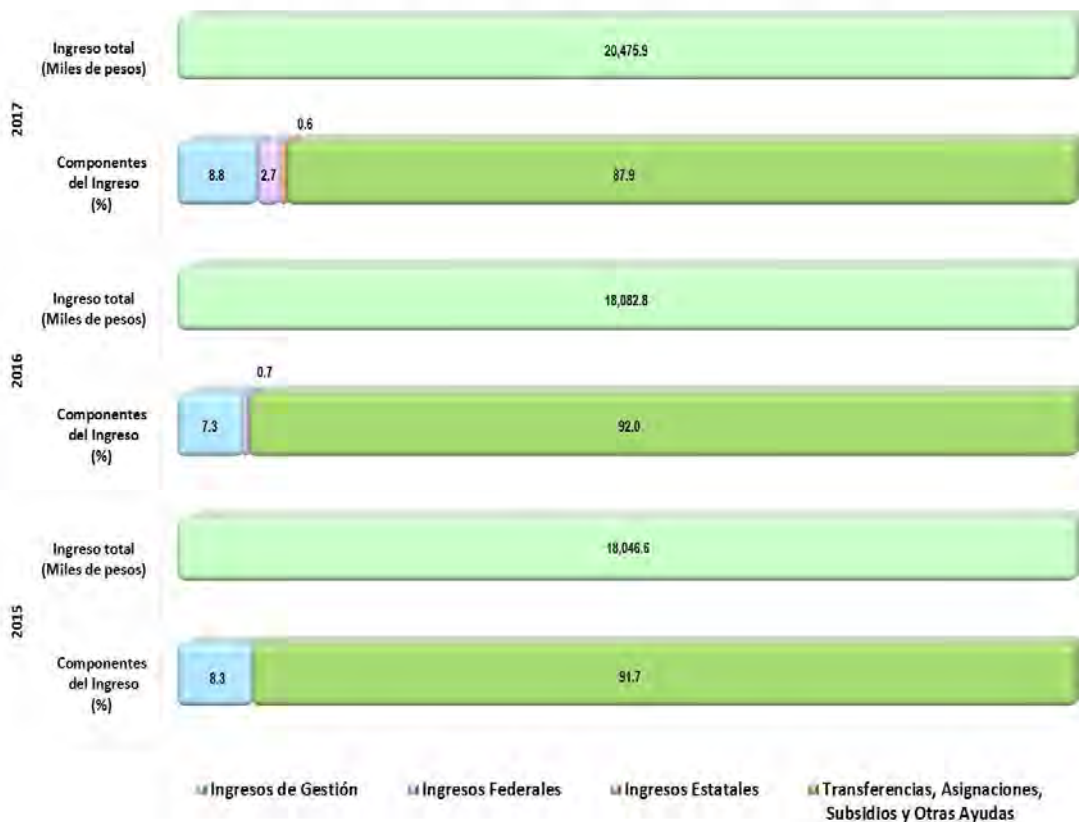 2017
Ingreso total
(Miles de pesos)
20,475.9
0.6
Componentes
del Ingreso
(%)
8.8
2.7
87.9
2016
Ingreso total
(Miles de pesos)
18,082.8
0.7
Componentes
del Ingreso
(%)
7.3
92.0
2015
Ingreso total
(Miles de pesos)
18,046.6
Componentes
del Ingreso
(%)
8.3
91.7
Ingresos de Gestión
Ingresos Federales
Ingresos Estatales
Transferencias, Asignaciones,
Subsidios y Otras Ayudas